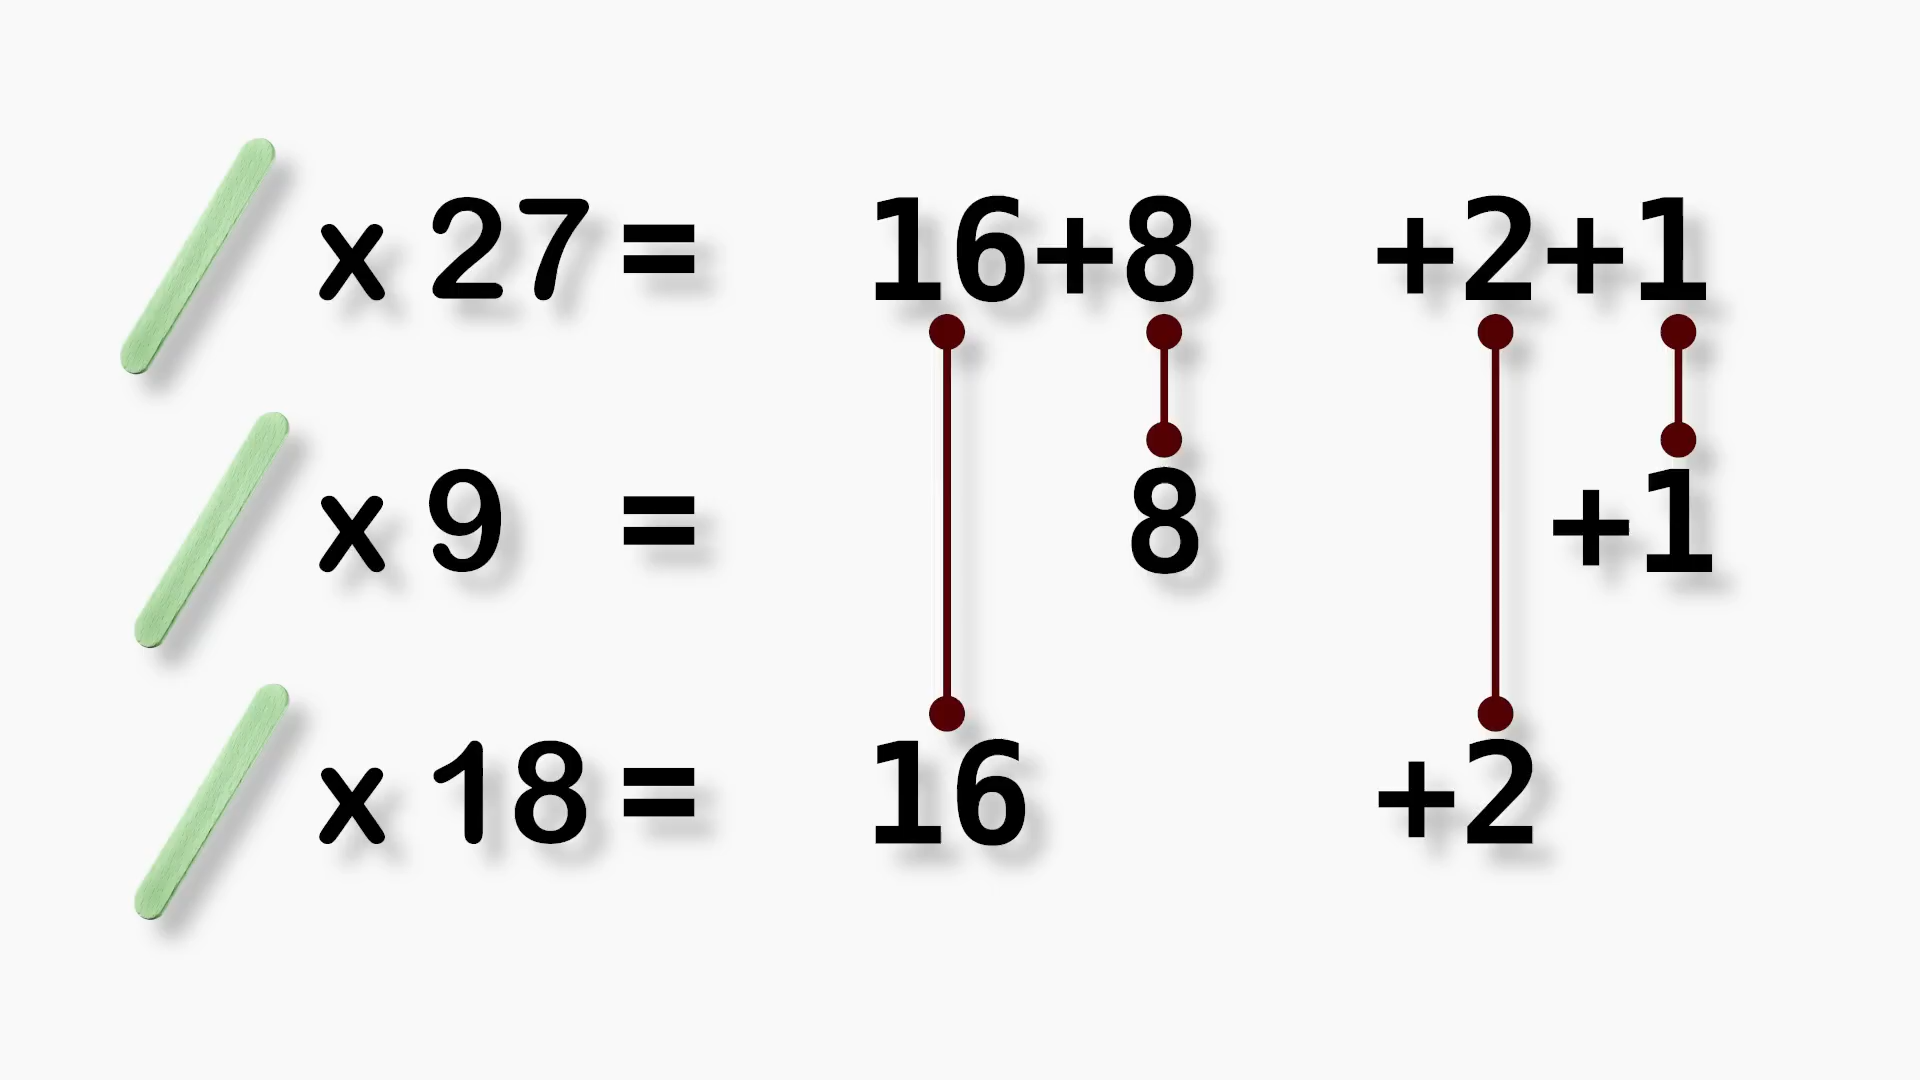 x 27 = 16+8 +2+1
x 9 = 8 +1
x 18 = 16 +2